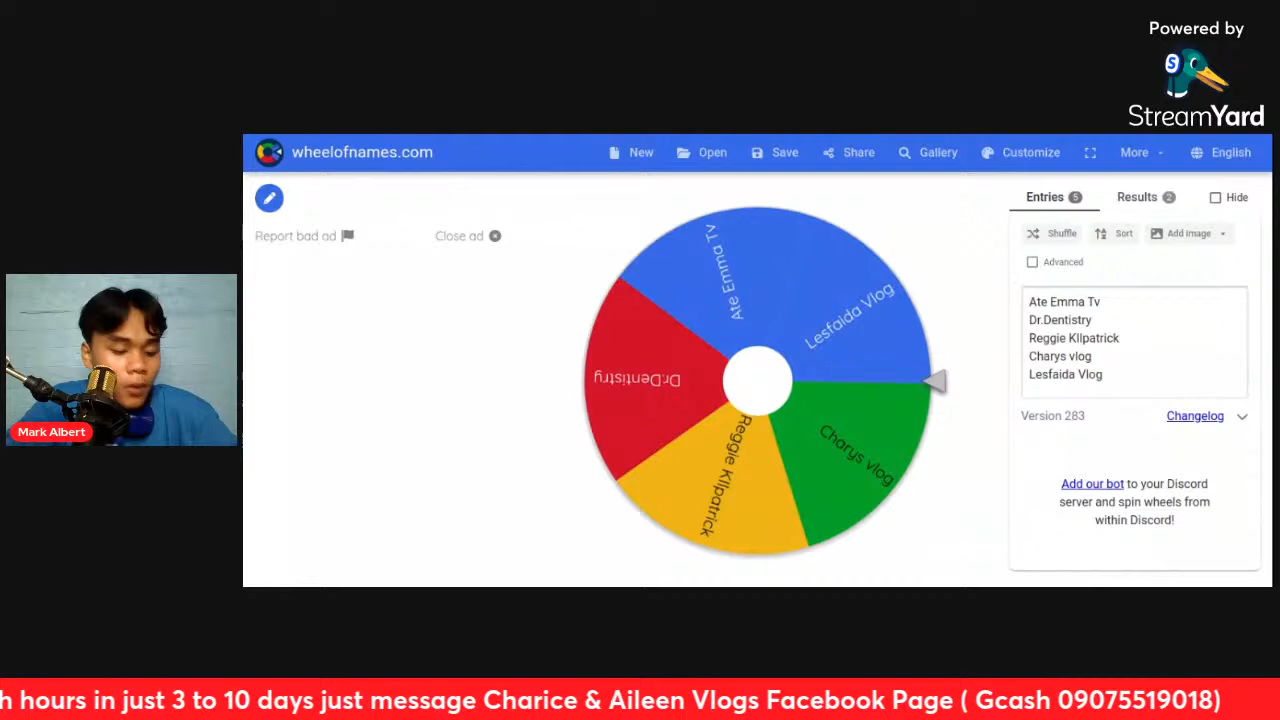 Powered by
S
StreamYard
wheelofnames.com
New
Open
Save
Share
Gallery
Customize
More
English
Report bad ad
Close ad
Entries 5
Results 2
Hide
Shuffle
Sort
Add image
Advanced
Ate Emma Tv
Dr.Dentistry
Reggie KIlpatrick
Charys vlog
Lesfaida Vlog
Ate Emma Tv
Lesfaida Vlog
Dr.Dentistry
Reggie KIlpatrick
Charys vlog
Version 283
Changelog
Add our bot to your Discord
server and spin wheels from
within Discord!
Mark Albert
h hours in just 3 to 10 days just message Charice & Aileen Vlogs Facebook Page ( Gcash 09075519018)